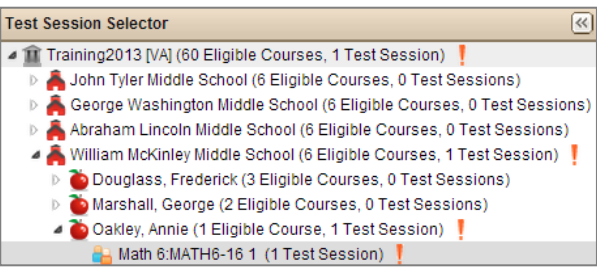 Test Session Selector
Training2013 [VA] (60 Eligible Courses, 1 Test Session)
John Tyler Middle School (6 Eligible Courses, 0 Test Sessions)
George Washington Middle School (6 Eligible Courses, 0 Test Sessions)
Abraham Lincoln Middle School (6 Eligible Courses, 0 Test Sessions)
William McKinley Middle School (6 Eligible Courses, 1 Test Session)
Douglass, Frederick (3 Eligible Courses, 0 Test Sessions)
Marshall, George (2 Eligible Courses, 0 Test Sessions)
Oakley, Annie (1 Eligible Course, 1 Test Session)
Math 6:MATH6-16 1 (1 Test Session)